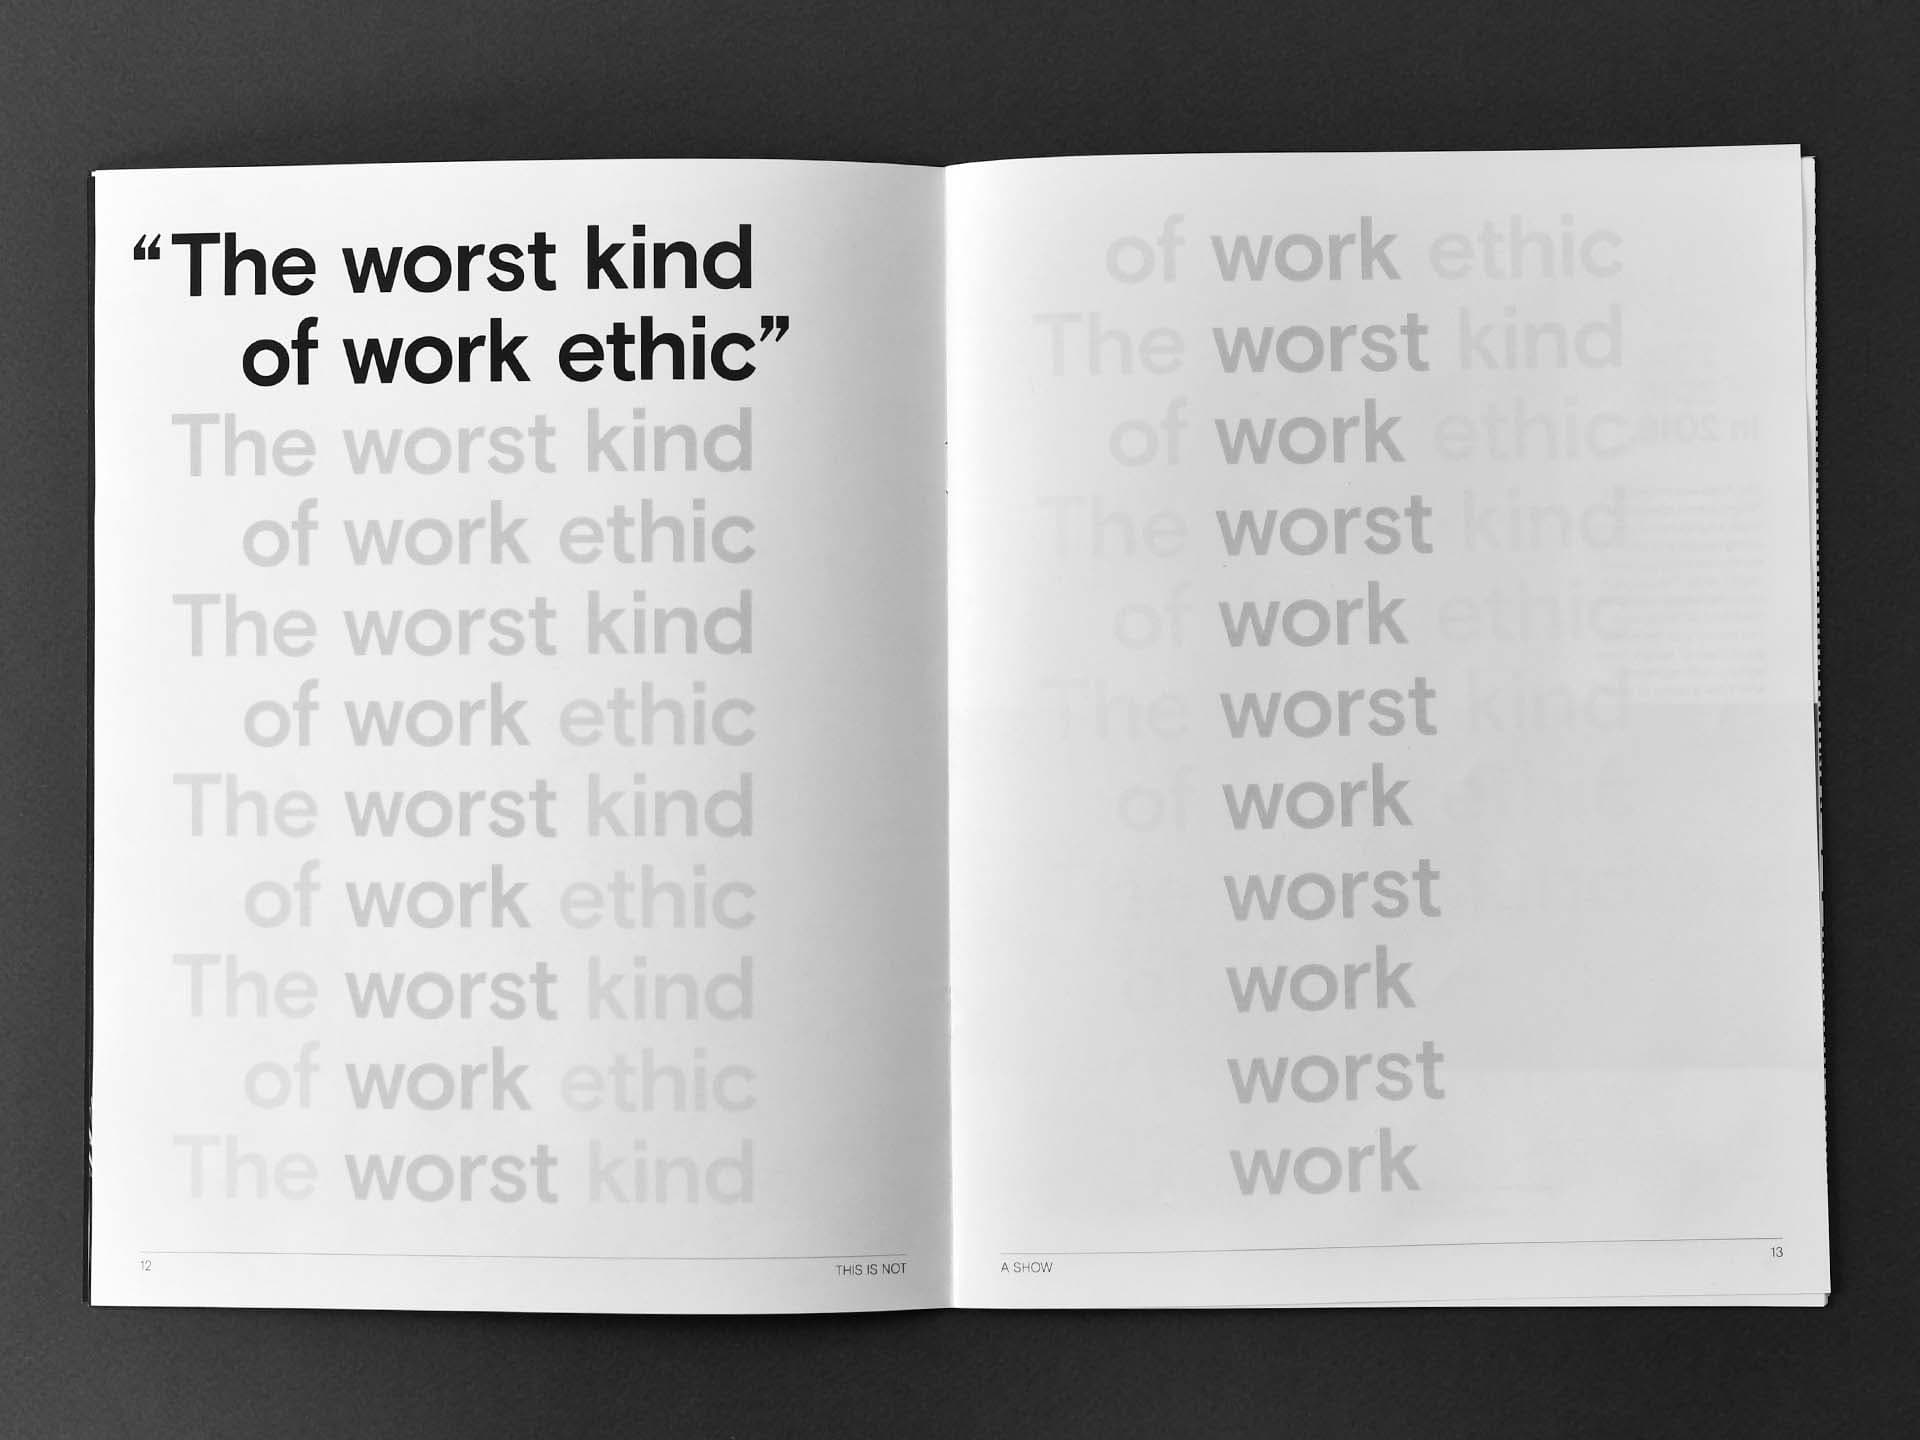 “The worst kind
of work ethic”
The worst kind
of work ethic
The worst kind
of work ethic
The worst kind
of work ethic
The worst kind
of work ethic
The worst kind
12
THIS IS NOT
of work ethic
The worst kind
of work ethic
The worst kind
of work ethic
The worst kind
of work
worst
work
worst
work
A SHOW
13
In 2016,